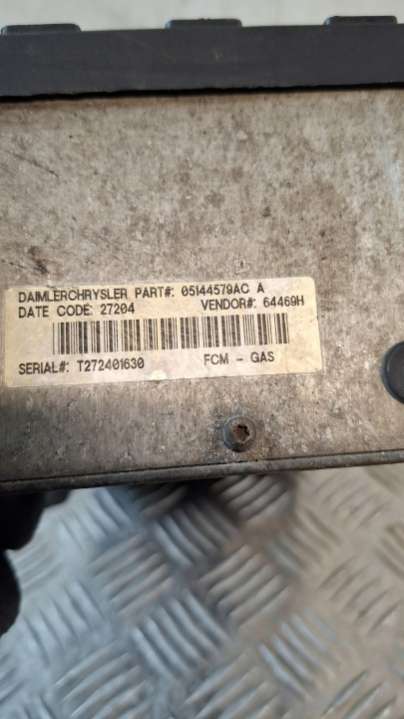 DAIMLERCHRYSLER PART#: 05144579AC A
DATE CODE: 27204 VENDOR#: 64469H
SERIAL#: T272401630 FCM - GAS